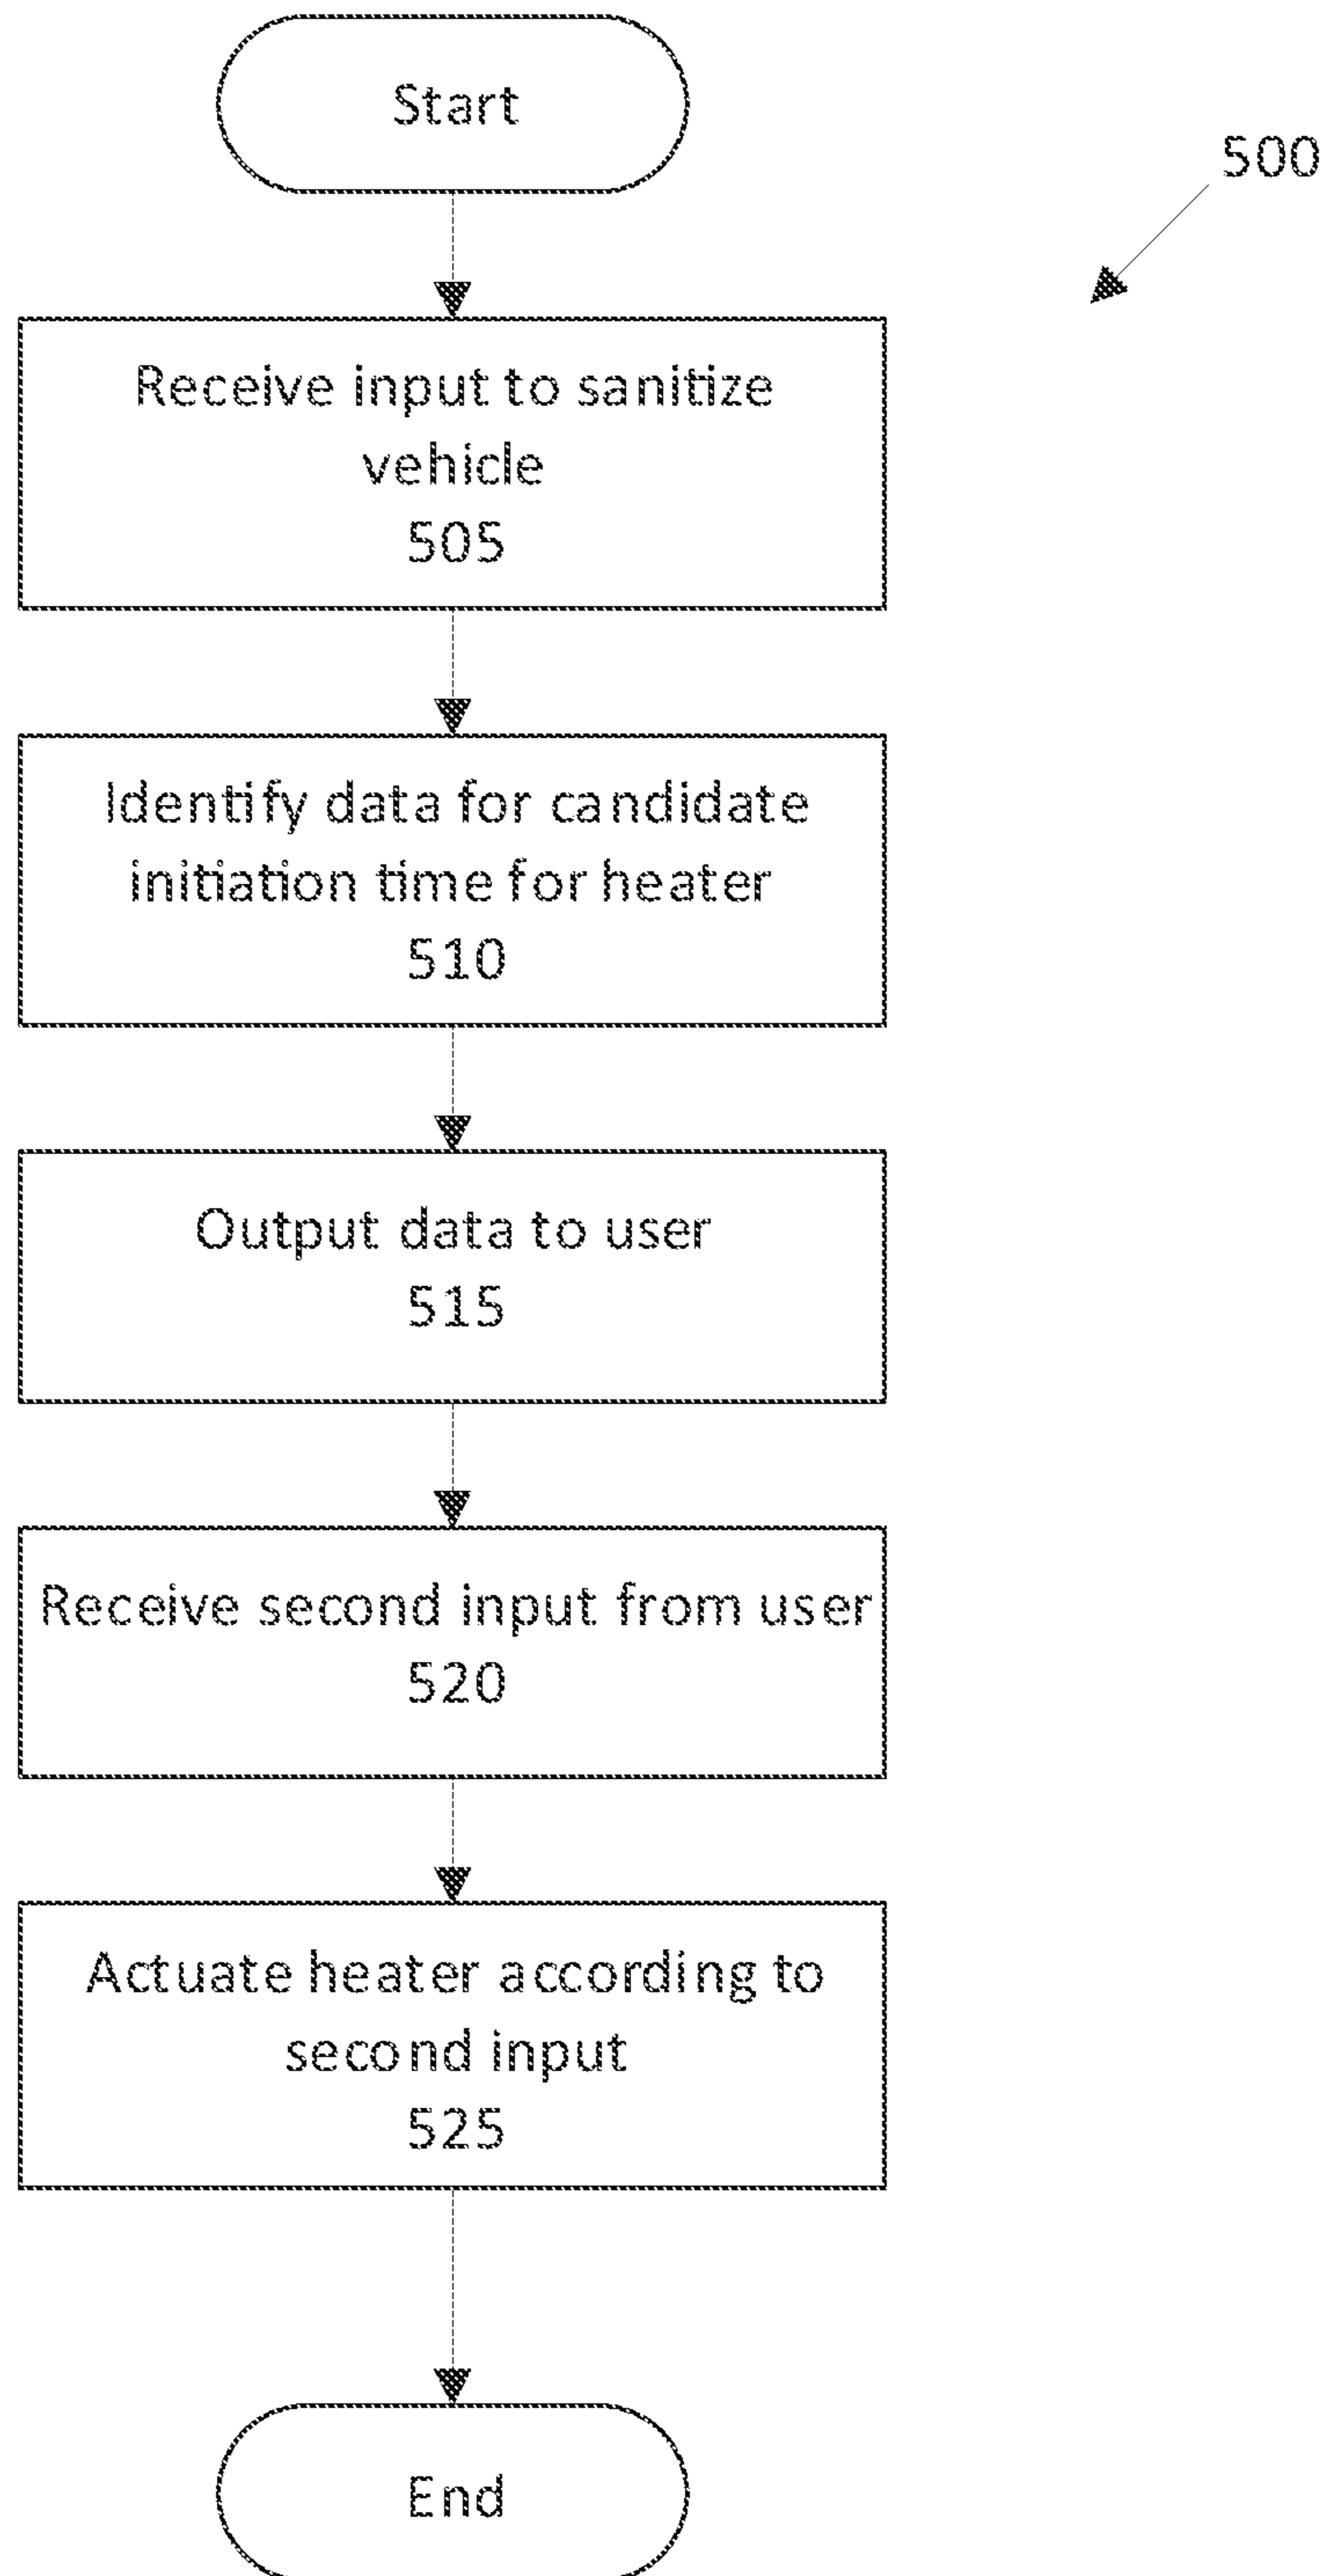 Start
500
Receive input to sanitize
vehicle
505
Identify data for candidate
initiation time for heater
510
Output data to user
515
Receive second input from user
520
Actuate heater according to
second input
525
End